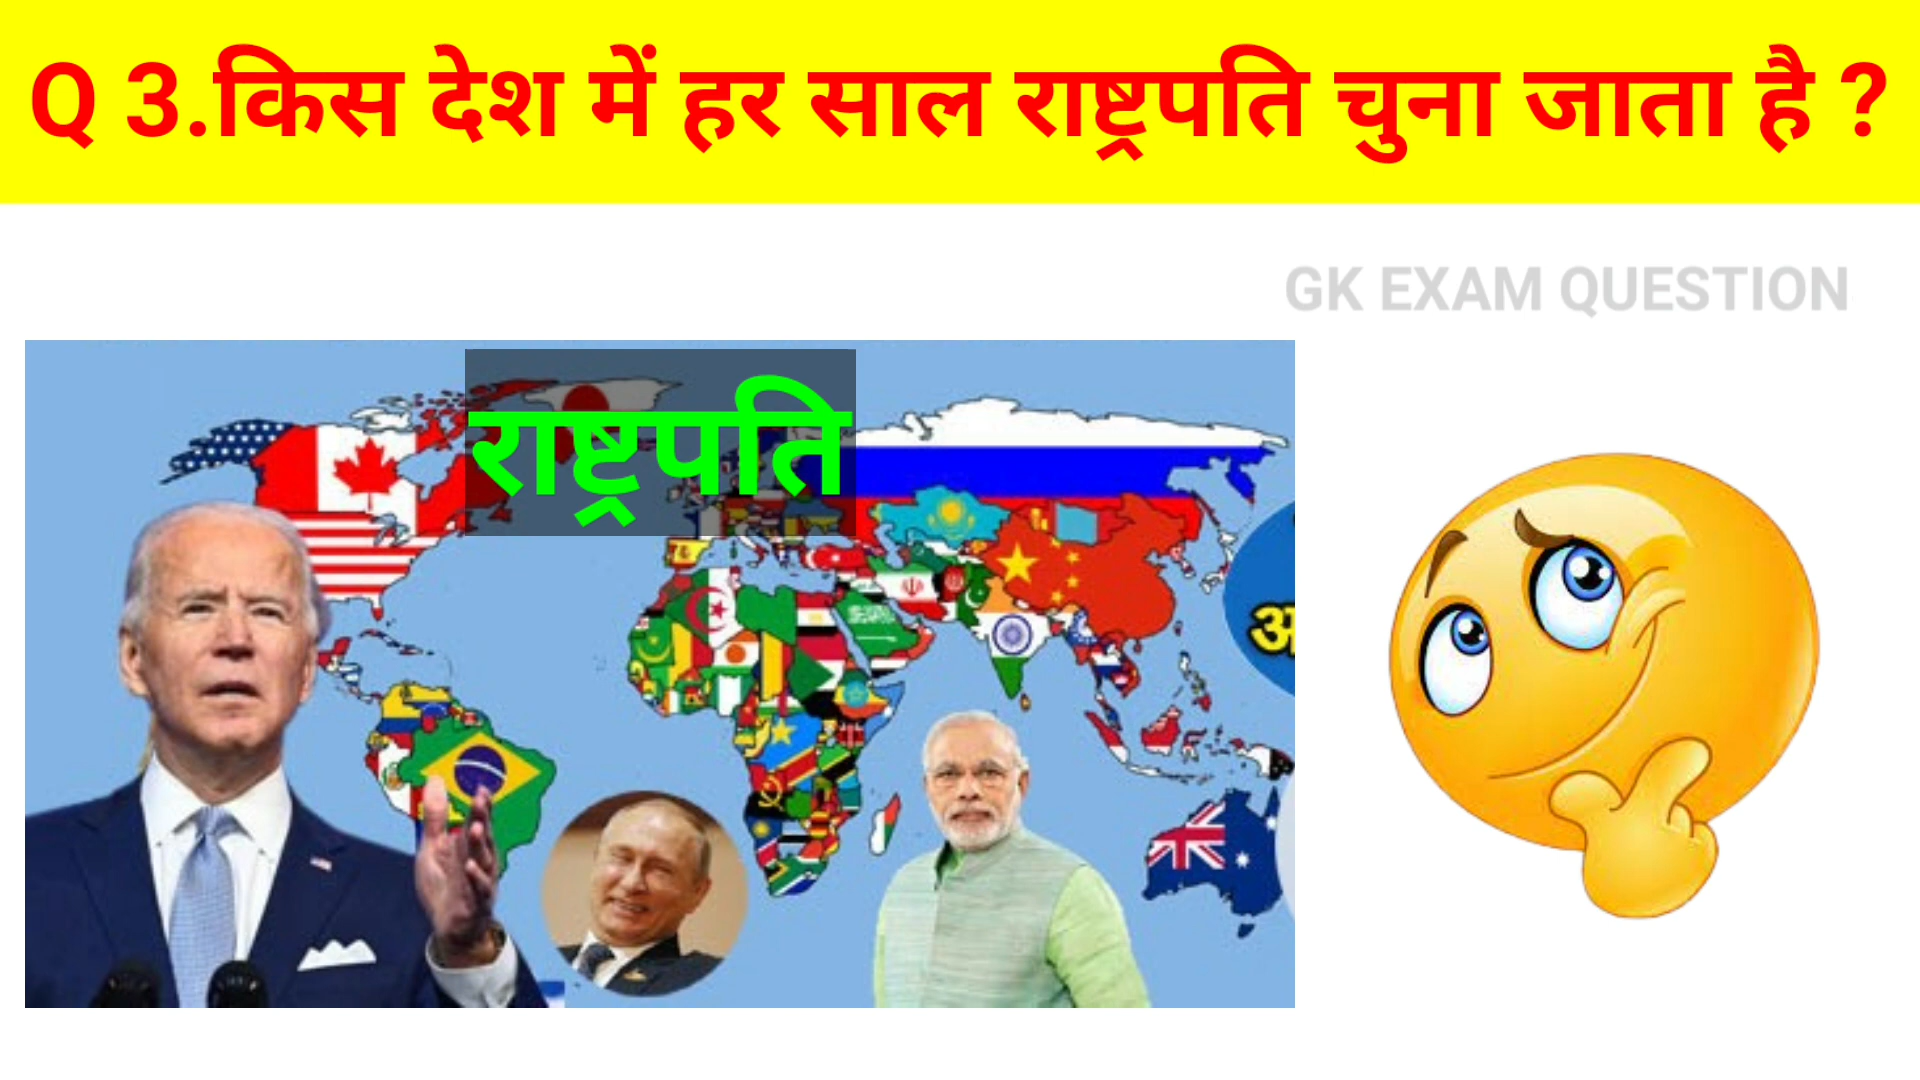 Q 3.किस देश में हर साल राष्ट्रपति चुना जाता है ?
GK EXAM QUESTION
राष्ट्रपति